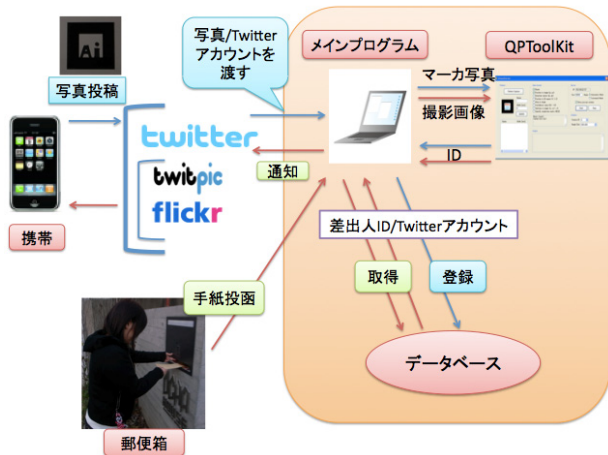 Ai
写真投稿
携帯
twitter
twitpic
flickr
写真/Twitter
アカウントを
渡す
通知
手紙投函
郵便箱
メインプログラム
QPToolKit
マーカ写真
撮影画像
ID
差出人ID/Twitterアカウント
取得
登録
データベース